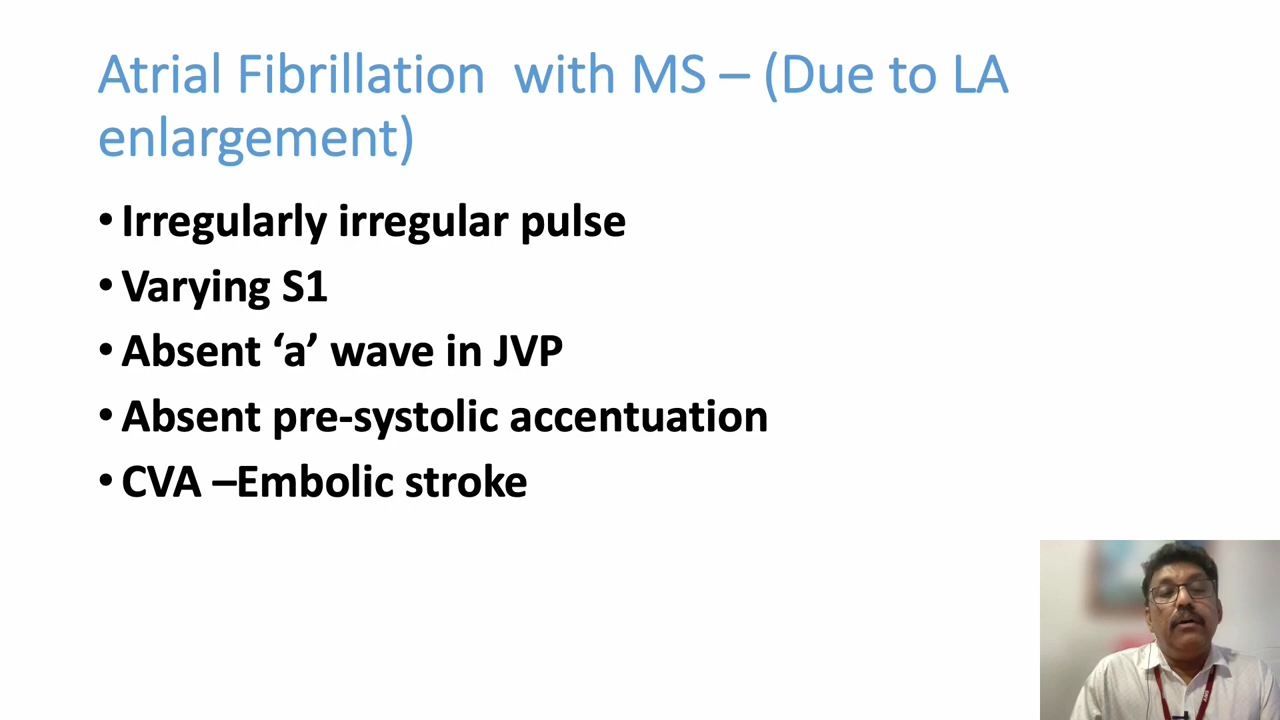 Atrial Fibrillation with MS – (Due to LA
enlargement)
• Irregularly irregular pulse
• Varying S1
• Absent ‘a’ wave in JVP
• Absent pre-systolic accentuation
• CVA –Embolic stroke